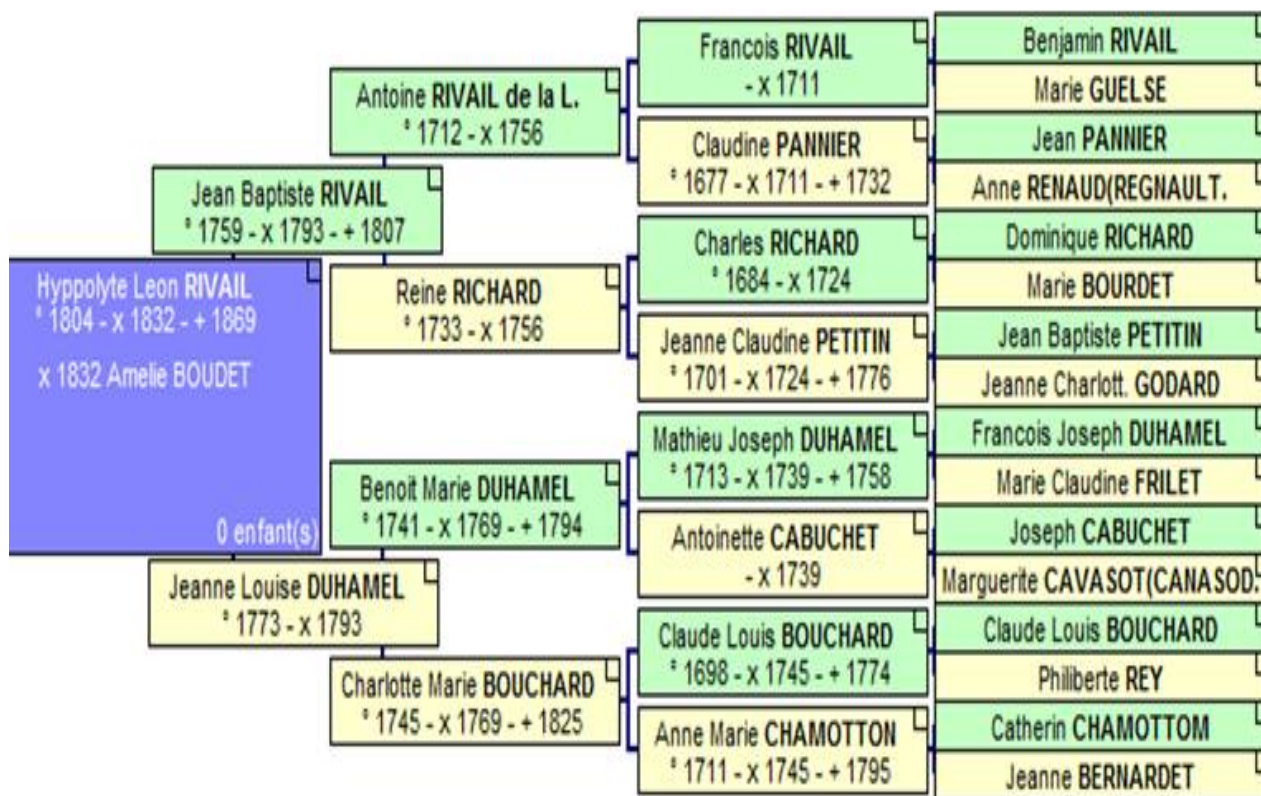 Hyppolyte Leon RIVAIL
° 1804 - x 1832 - + 1869
x 1832 Amelie BOUDET
0 enfant(s)
Jean Baptiste RIVAIL
° 1759 - x 1793 - + 1807
Jeanne Louise DUHAMEL
° 1773 - x 1793
Antoine RIVAIL de la L.
° 1712 - x 1756
Reine RICHARD
° 1733 - x 1756
Benoit Marie DUHAMEL
° 1741 - x 1769 - + 1794
Charlotte Marie BOUCHARD
° 1745 - x 1769 - + 1825
Francois RIVAIL
- x 1711
Claudine PANNIER
° 1677 - x 1711 - + 1732
Charles RICHARD
° 1684 - x 1724
Jeanne Claudine PETITIN
° 1701 - x 1724 - + 1776
Mathieu Joseph DUHAMEL
° 1713 - x 1739 - + 1758
Antoinette CABUCHET
- x 1739
Claude Louis BOUCHARD
° 1698 - x 1745 - + 1774
Anne Marie CHAMOTTON
° 1711 - x 1745 - + 1795
Benjamin RIVAIL
Marie GUELSE
Jean PANNIER
Anne RENAUD(REGNAULT.
Dominique RICHARD
Marie BOURDET
Jean Baptiste PETITIN
Jeanne Charlott. GODARD
Francois Joseph DUHAMEL
Marie Claudine FRILET
Joseph CABUCHET
Marguerite CAVASOT(CANASOD.
Claude Louis BOUCHARD
Philiberte REY
Catherin CHAMOTTOM
Jeanne BERNARDET